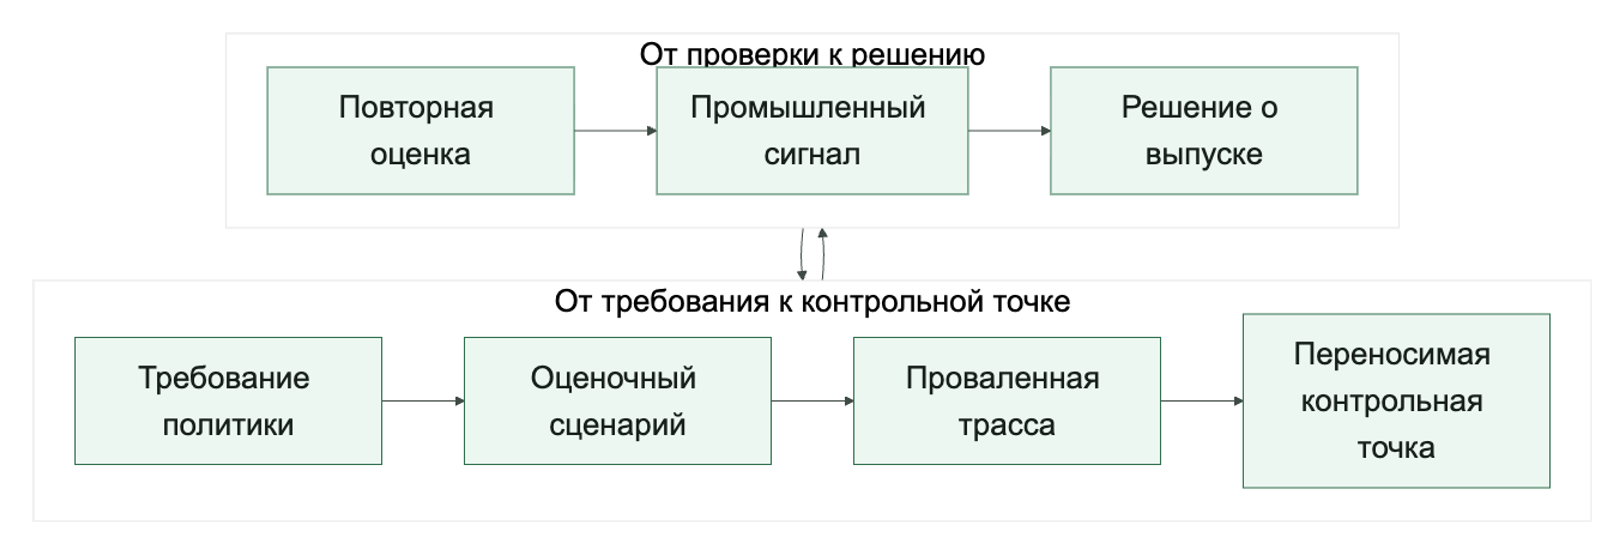 От проверки к решению
Повторная
оценка
Промышленный
сигнал
Решение о
выпуске
От требования к контрольной точке
Требование
политики
Оценочный
сценарий
Проваленная
трасса
Переносимая
контрольная
точка